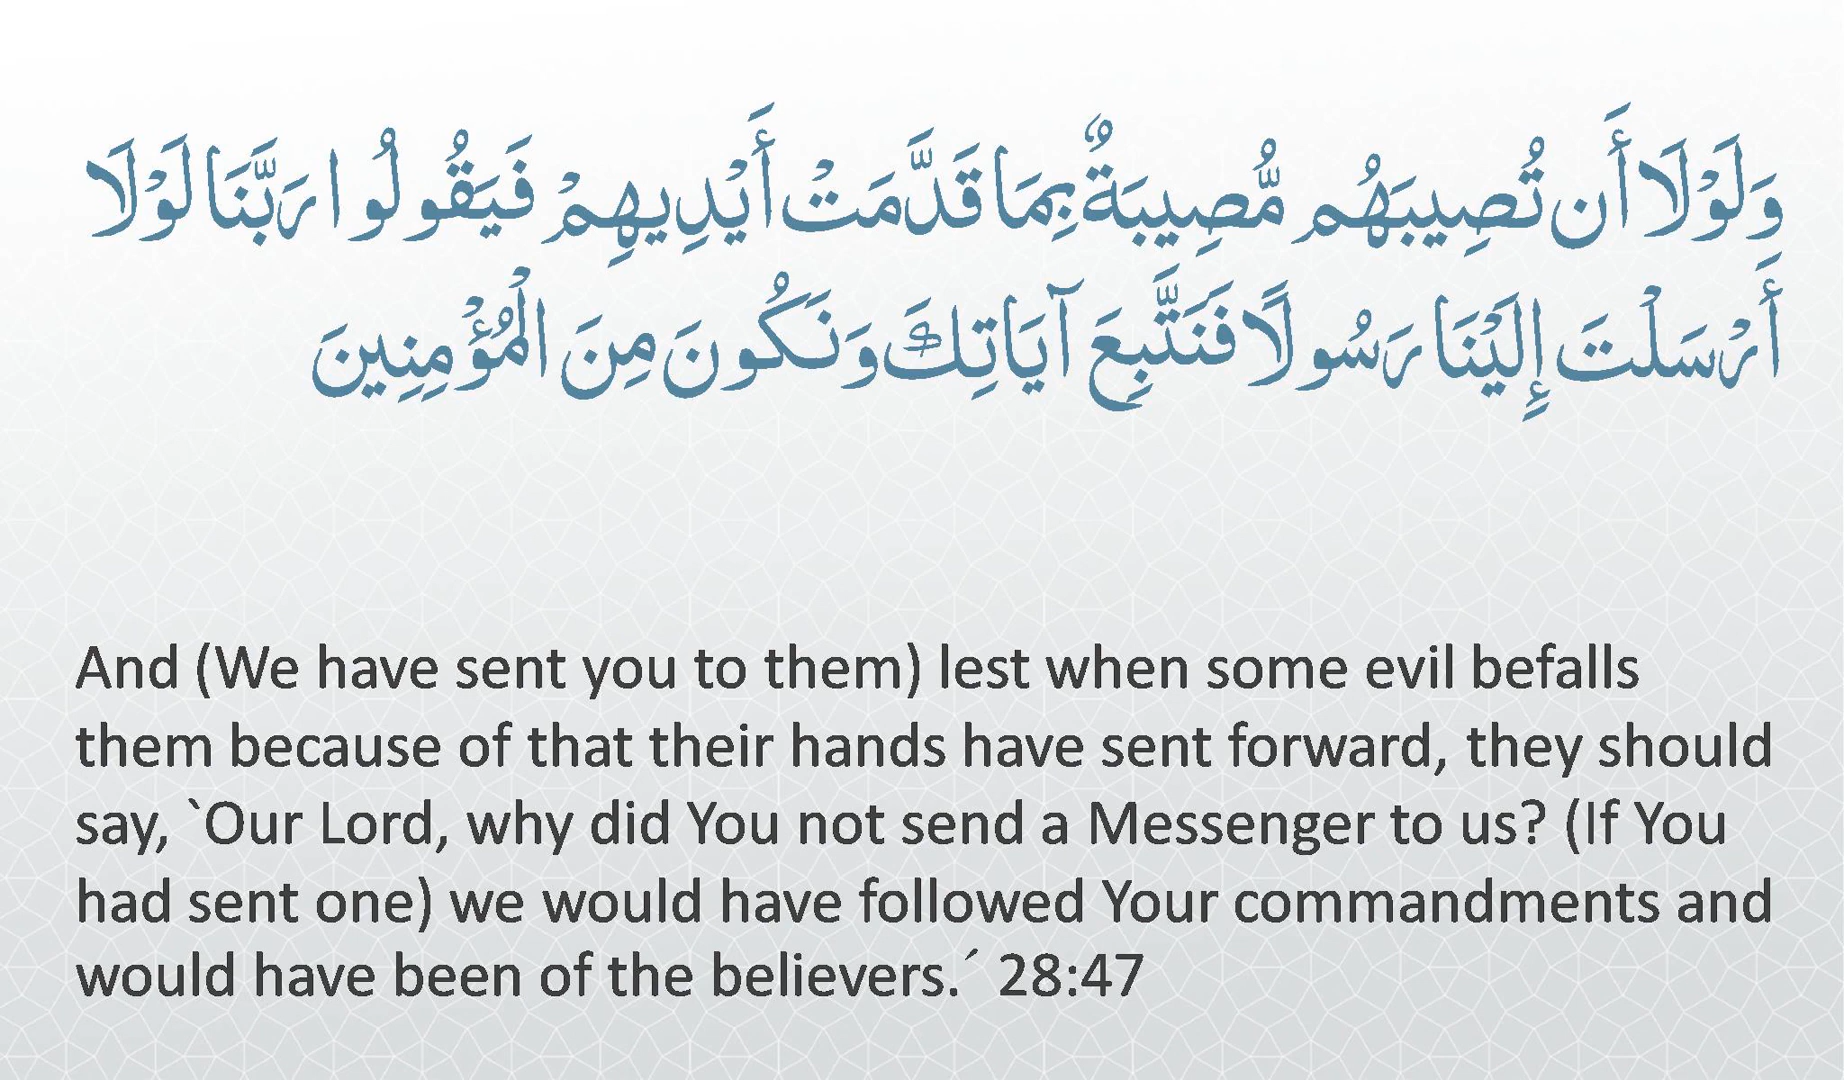 وَلَوْلَا أَن تُصِيبَهُم مُّصِيبَةٌ بِمَا قَدَّمَتْ أَيْدِيهِمْ فَيَقُولُوا رَبَّنَا لَوْلَا
أَرْسَلْتَ إِلَيْنَا رَسُولًا فَنَتَّبِعَ آيَاتِكَ وَنَكُونَ مِنَ الْمُؤْمِنِينَ
And (We have sent you to them) lest when some evil befalls
them because of that their hands have sent forward, they should
say, `Our Lord, why did You not send a Messenger to us? (If You
had sent one) we would have followed Your commandments and
would have been of the believers.´ 28:47